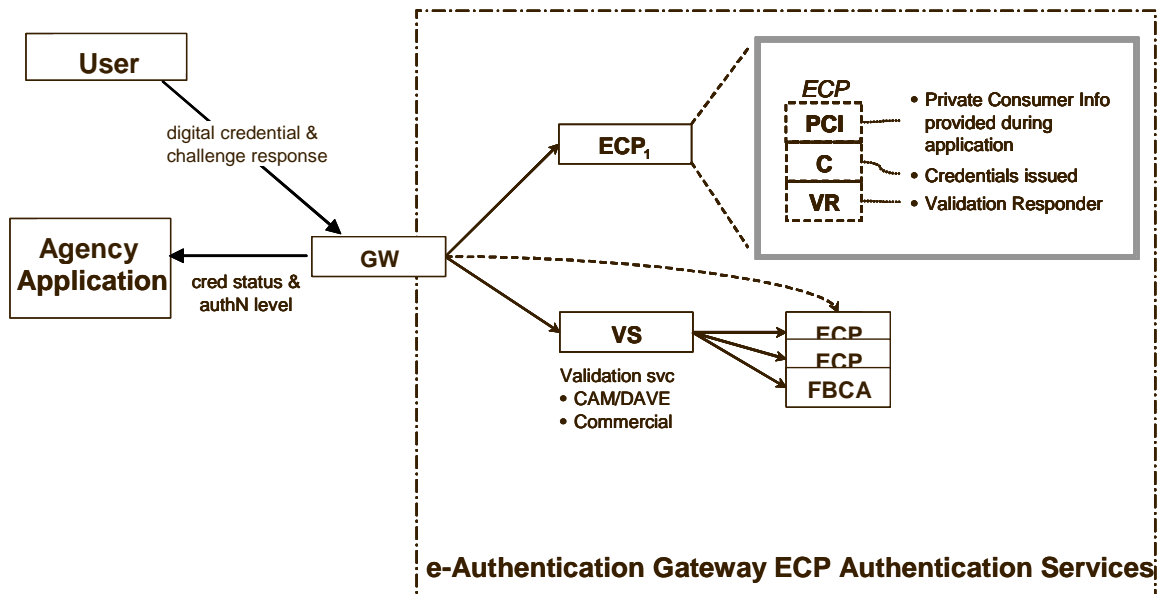 User
digital credential &
challenge response
Agency
Application
GW
cred status &
authN level
ECP1
ECP
PCI
C
VR
• Private Consumer Info
provided during
application
• Credentials issued
• Validation Responder
VS
Validation svc
• CAM/DAVE
• Commercial
ECP
ECP
FBCA
e-Authentication Gateway ECP Authentication Services